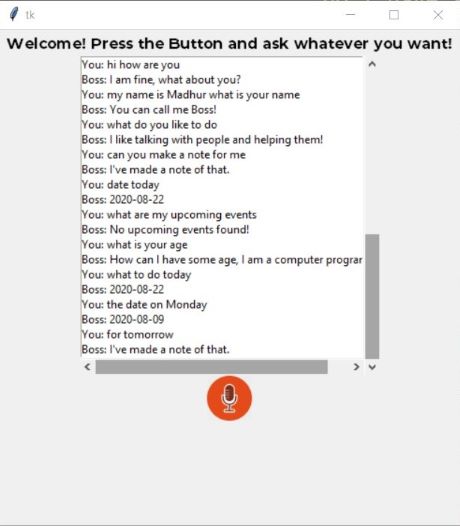 tk
Welcome! Press the Button and ask whatever you want!
You: hi how are you
Boss: I am fine, what about you?
You: my name is Madhur what is your name
Boss: You can call me Boss!
You: what do you like to do
Boss: I like talking with people and helping them!
You: can you make a note for me
Boss: I've made a note of that.
You: date today
Boss: 2020-08-22
You: what are my upcoming events
Boss: No upcoming events found!
You: what is your age
Boss: How can I have some age, I am a computer progran
You: what to do today
Boss: 2020-08-22
You: the date on Monday
Boss: 2020-08-09
You: for tomorrow
Boss: I've made a note of that.